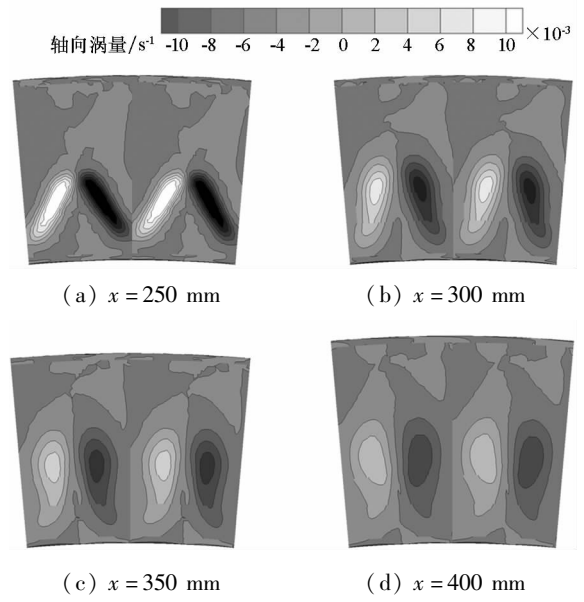 轴向涡量/s⁻¹ -10 -8 -6 -4 -2 0 2 4 6 8 10 ×10⁻³
(a) x = 250 mm (b) x = 300 mm
(c) x = 350 mm (d) x = 400 mm